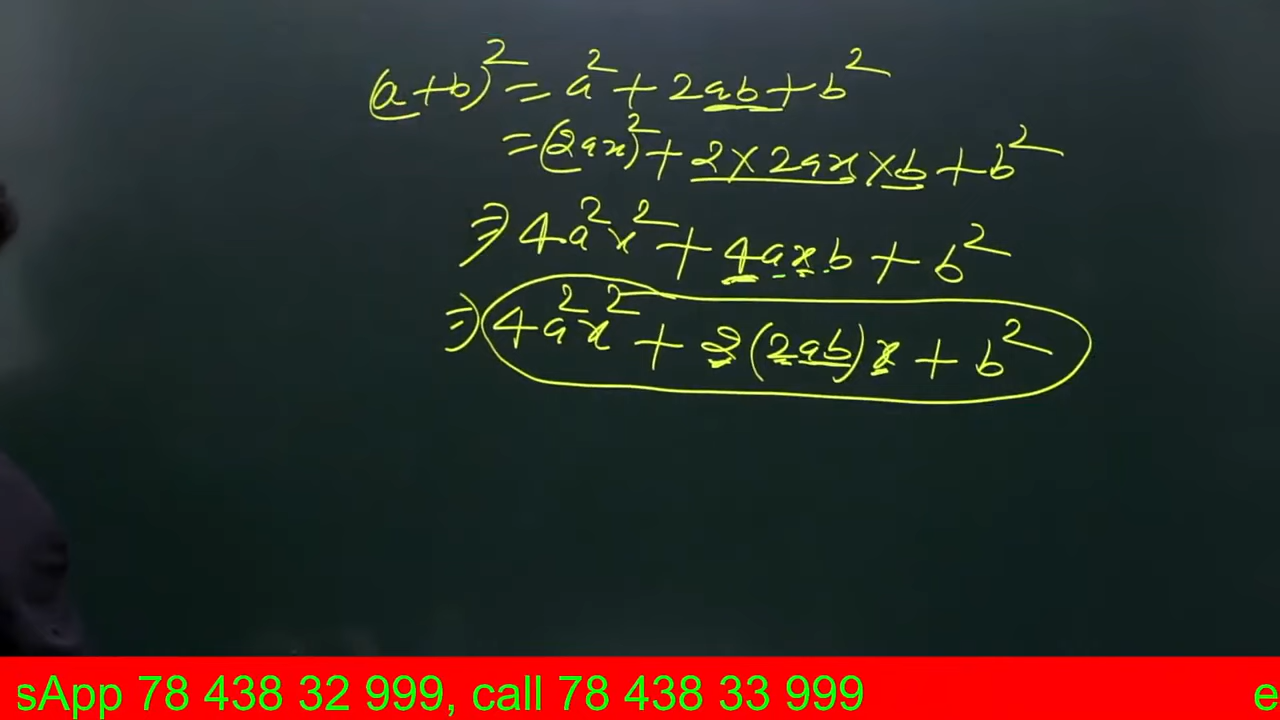 (a+b)² = a² + 2ab + b²
= (2ax)² + 2 × 2ax × b + b²
⇒ 4a²x² + 4axb + b²
⇒ 4a²x² + 2(2ab)x + b²
sApp 78 438 32 999, call 78 438 33 999 e